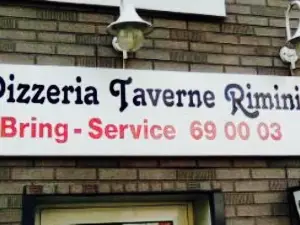 Pizzeria Taverne Rimini
Bring - Service 69 00 03